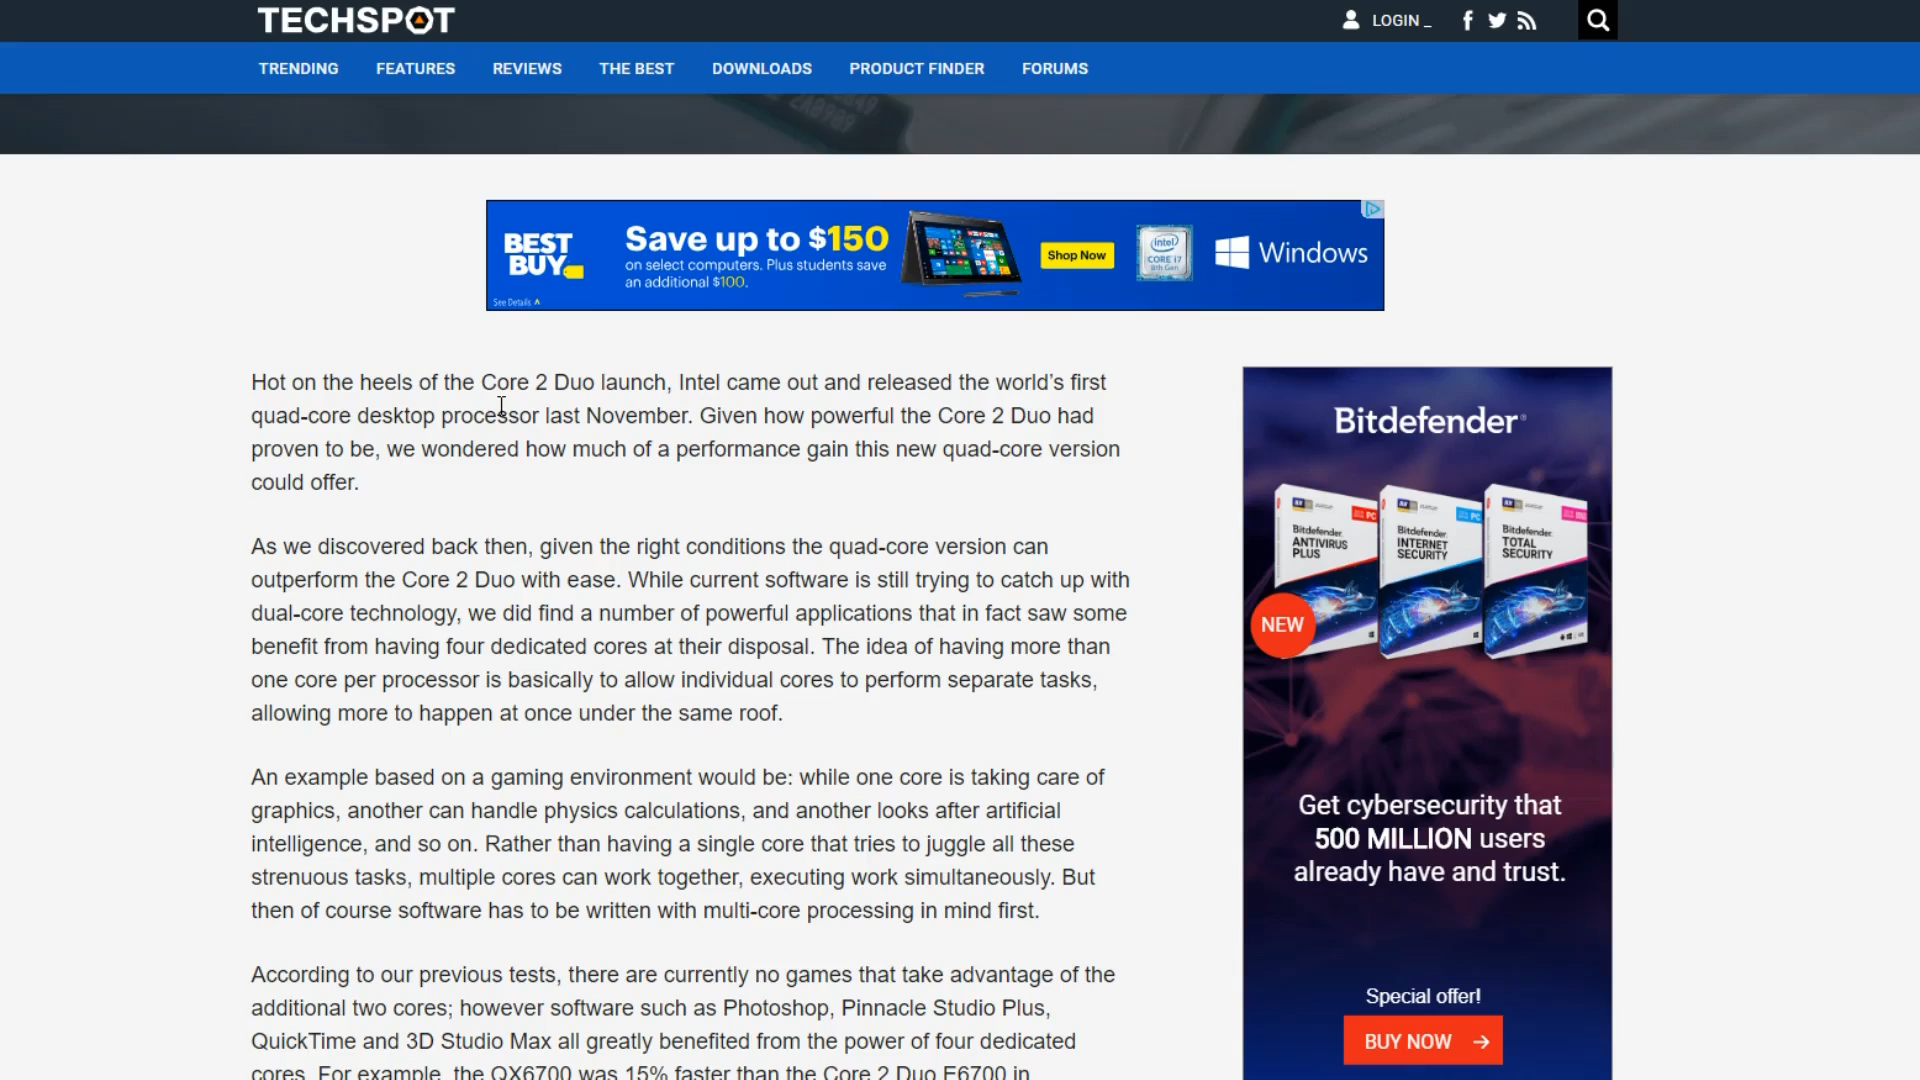 TECHSPOT
LOGIN _
TRENDING FEATURES REVIEWS THE BEST DOWNLOADS PRODUCT FINDER FORUMS
BEST
BUY
Save up to $150
on select computers. Plus students save
an additional $100.
See Details
Shop Now
intel
CORE i7
8th Gen
Windows
Hot on the heels of the Core 2 Duo launch, Intel came out and released the world's first
quad-core desktop processor last November. Given how powerful the Core 2 Duo had
proven to be, we wondered how much of a performance gain this new quad-core version
could offer.
As we discovered back then, given the right conditions the quad-core version can
outperform the Core 2 Duo with ease. While current software is still trying to catch up with
dual-core technology, we did find a number of powerful applications that in fact saw some
benefit from having four dedicated cores at their disposal. The idea of having more than
one core per processor is basically to allow individual cores to perform separate tasks,
allowing more to happen at once under the same roof.
An example based on a gaming environment would be: while one core is taking care of
graphics, another can handle physics calculations, and another looks after artificial
intelligence, and so on. Rather than having a single core that tries to juggle all these
strenuous tasks, multiple cores can work together, executing work simultaneously. But
then of course software has to be written with multi-core processing in mind first.
According to our previous tests, there are currently no games that take advantage of the
additional two cores; however software such as Photoshop, Pinnacle Studio Plus,
QuickTime and 3D Studio Max all greatly benefited from the power of four dedicated
cores. For example, the QX6700 was 15% faster than the Core 2 Duo E6700 in
Bitdefender
Bitdefender
ANTIVIRUS
PLUS
PC
Bitdefender
INTERNET
SECURITY
PC
Bitdefender
TOTAL
SECURITY
NEW
Get cybersecurity that
500 MILLION users
already have and trust.
Special offer!
BUY NOW